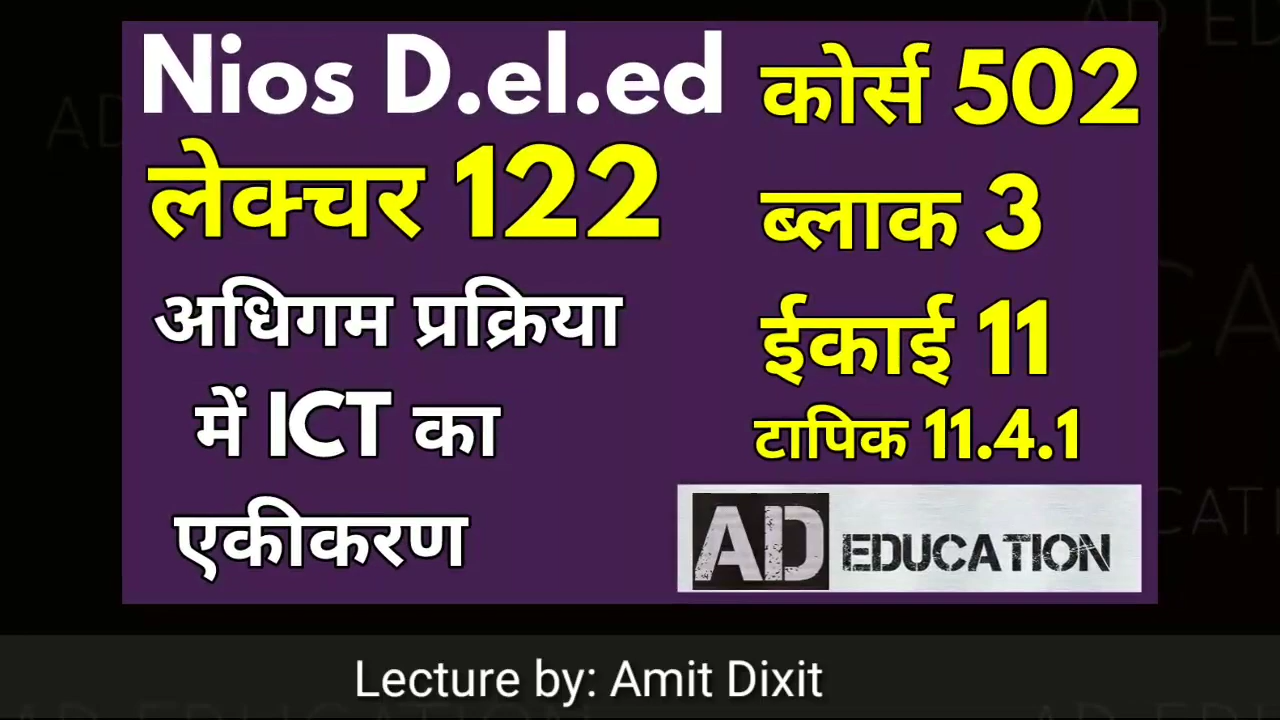 Nios D.el.ed
लेक्चर 122
अधिगम प्रक्रिया
में ICT का
एकीकरण
कोर्स 502
ब्लाक 3
ईकाई 11
टापिक 11.4.1
AD EDUCATION
Lecture by: Amit Dixit